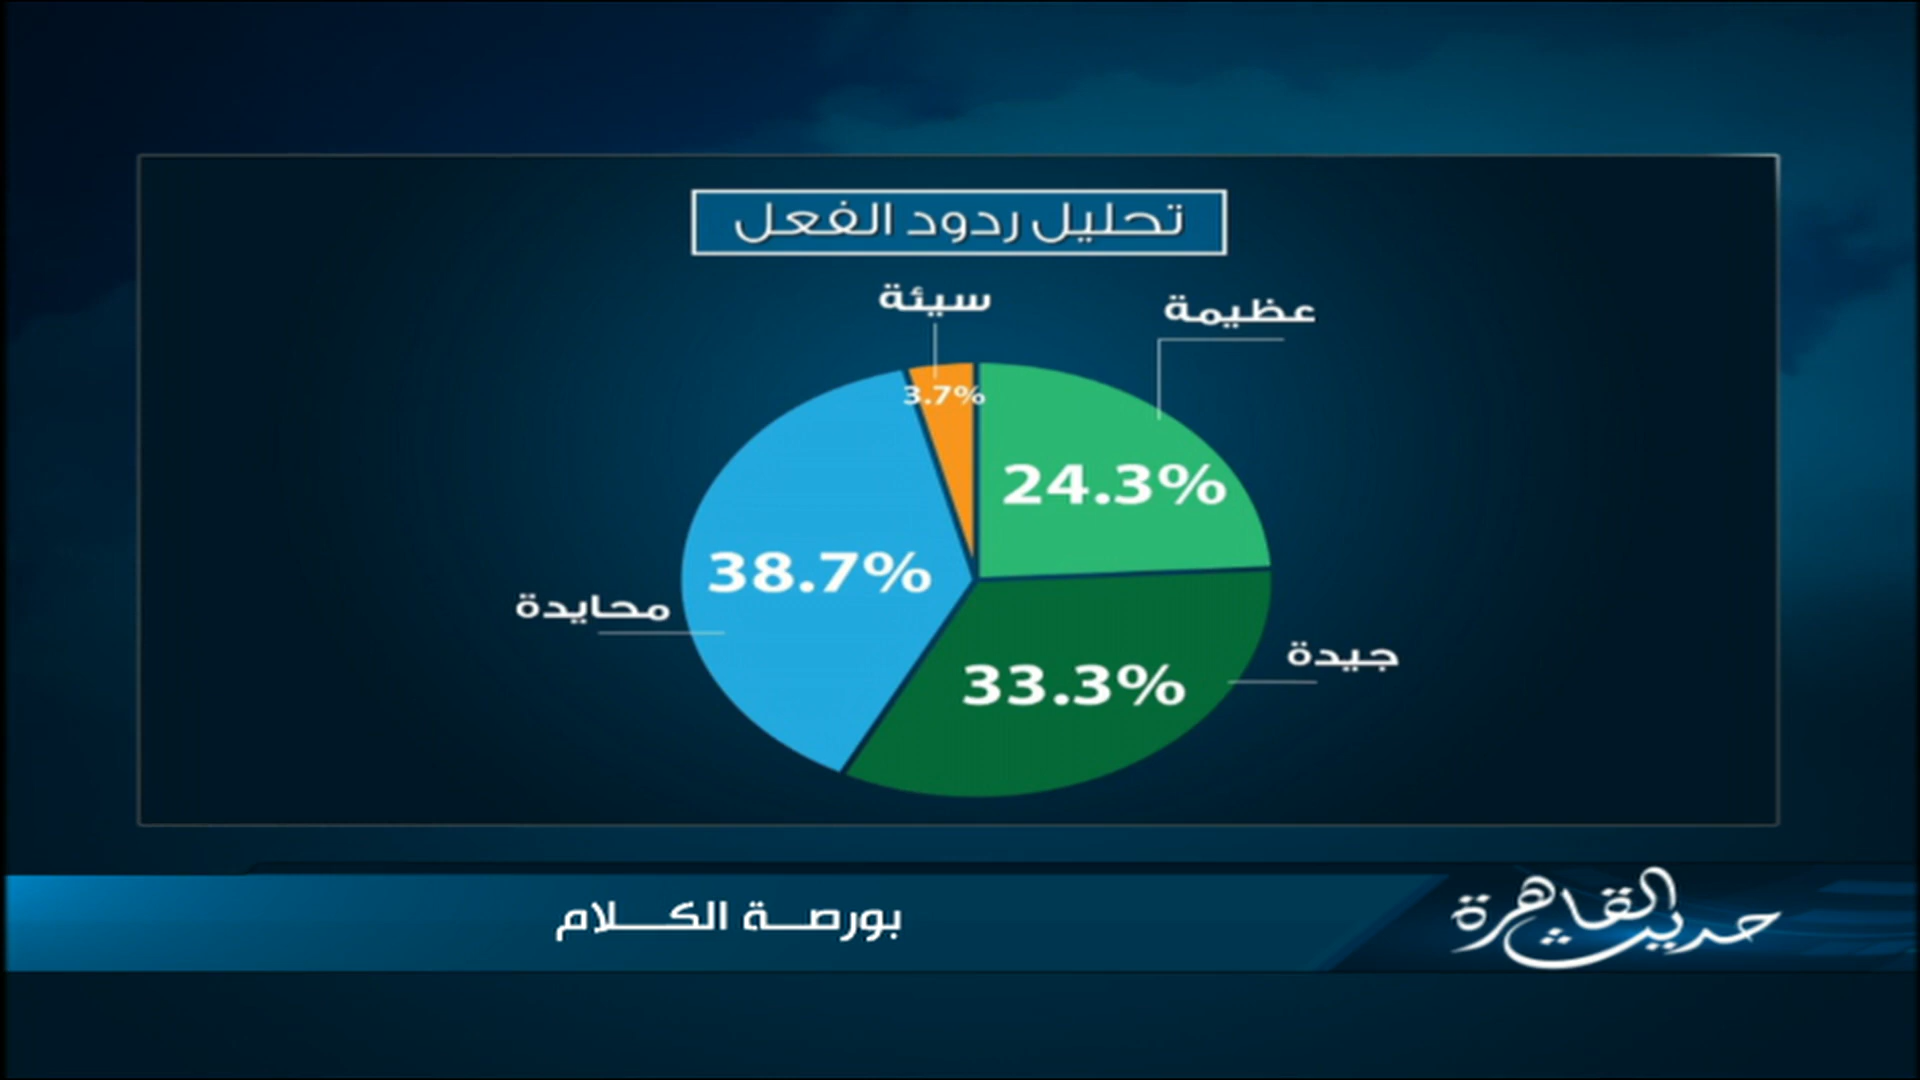 تحليل ردود الفعل
سيئة
عظيمة
3.7%
24.3%
38.7%
محايدة
جيدة
33.3%
بورصة الكلام
حديث القاهرة